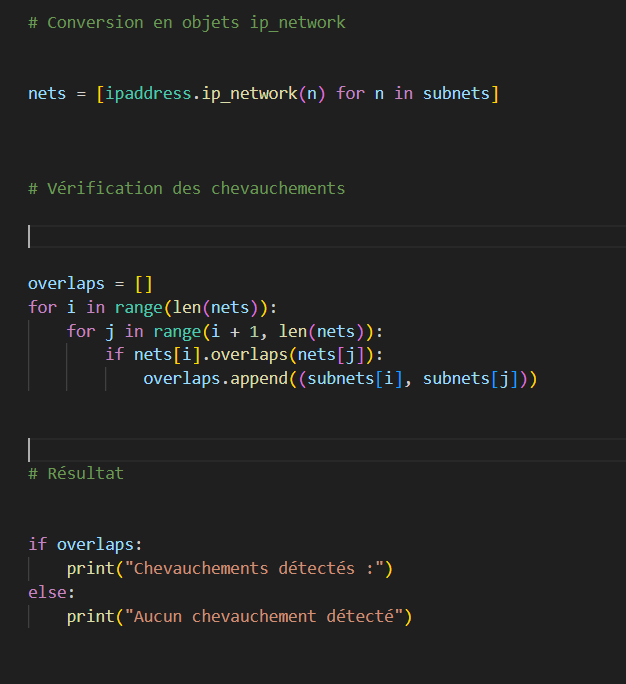 # Conversion en objets ip_network
nets = [ipaddress.ip_network(n) for n in subnets]
# Vérification des chevauchements
overlaps = []
for i in range(len(nets)):
    for j in range(i + 1, len(nets)):
        if nets[i].overlaps(nets[j]):
            overlaps.append((subnets[i], subnets[j]))
# Résultat
if overlaps:
    print("Chevauchements détectés :")
else:
    print("Aucun chevauchement détecté")